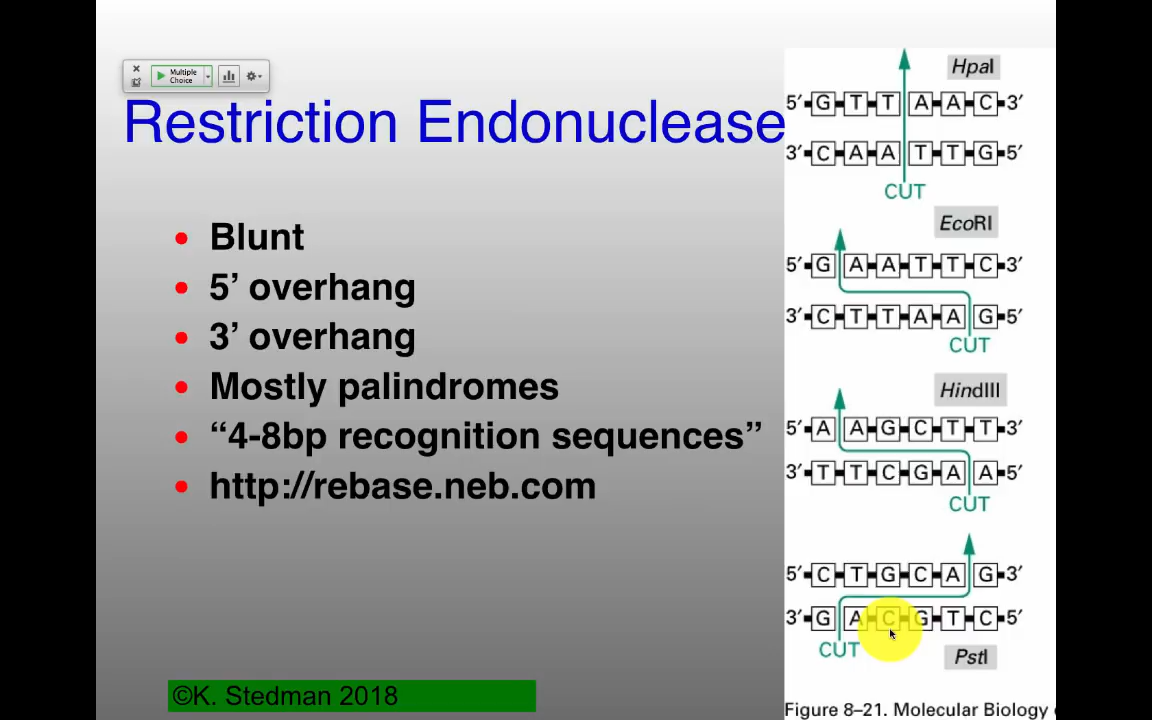 Multiple
Choice
Restriction Endonuclease
• Blunt
• 5’ overhang
• 3’ overhang
• Mostly palindromes
• “4-8bp recognition sequences”
• http://rebase.neb.com
©K. Stedman 2018
HpaI
5′ G T T A A C 3′
3′ C A A T T G 5′
CUT
EcoRI
5′ G A A T T C 3′
3′ C T T A A G 5′
CUT
HindIII
5′ A A G C T T 3′
3′ T T C G A A 5′
CUT
5′ C T G C A G 3′
3′ G A C G T C 5′
CUT
PstI
Figure 8–21. Molecular Biology